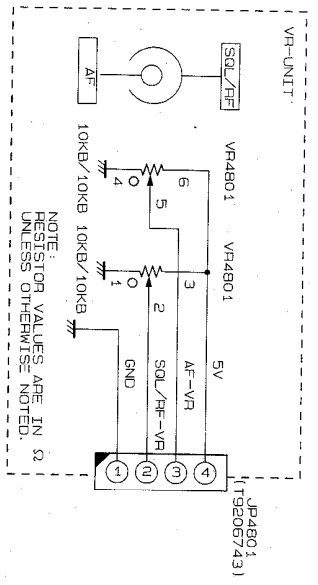 VR-UNIT
SQL/RF
AF
VR4801
VR4801
6
5
4
O
10KB/10KB
3
2
1
O
10KB/10KB
5V
AF-VR
SQL/RF-VR
GND
4
3
2
1
JP4801
(T9206743)
NOTE:
RESISTOR VALUES ARE IN Ω
UNLESS OTHERWISE NOTED.